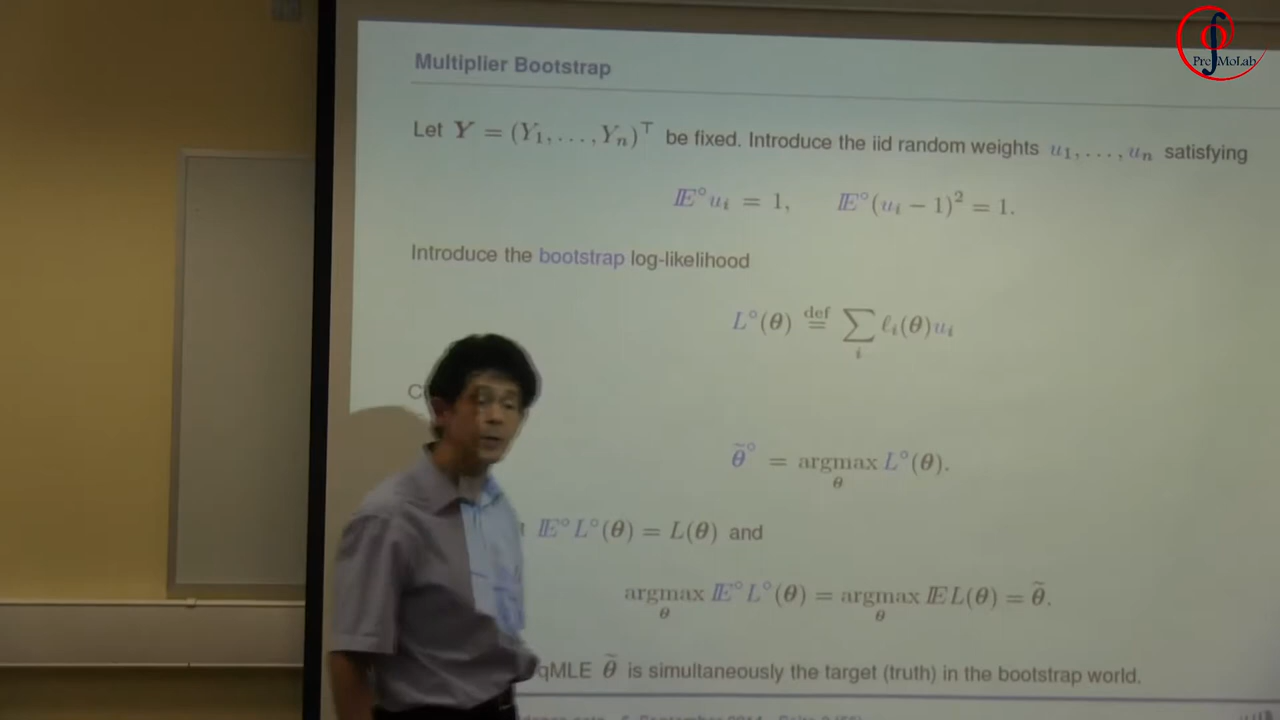 PreMoLab
Multiplier Bootstrap
Let Y = (Y₁, . . . , Yₙ)⊤ be fixed. Introduce the iid random weights u₁, . . . , uₙ satisfying
𝔼°uᵢ = 1, 𝔼°(uᵢ − 1)² = 1.
Introduce the bootstrap log-likelihood
L°(θ) def= ∑ᵢ ℓᵢ(θ)uᵢ
θ̃° = argmax_θ L°(θ).
𝔼°L°(θ) = L(θ) and
argmax_θ 𝔼°L°(θ) = argmax_θ 𝔼L(θ) = θ̃.
qMLE θ̃ is simultaneously the target (truth) in the bootstrap world.